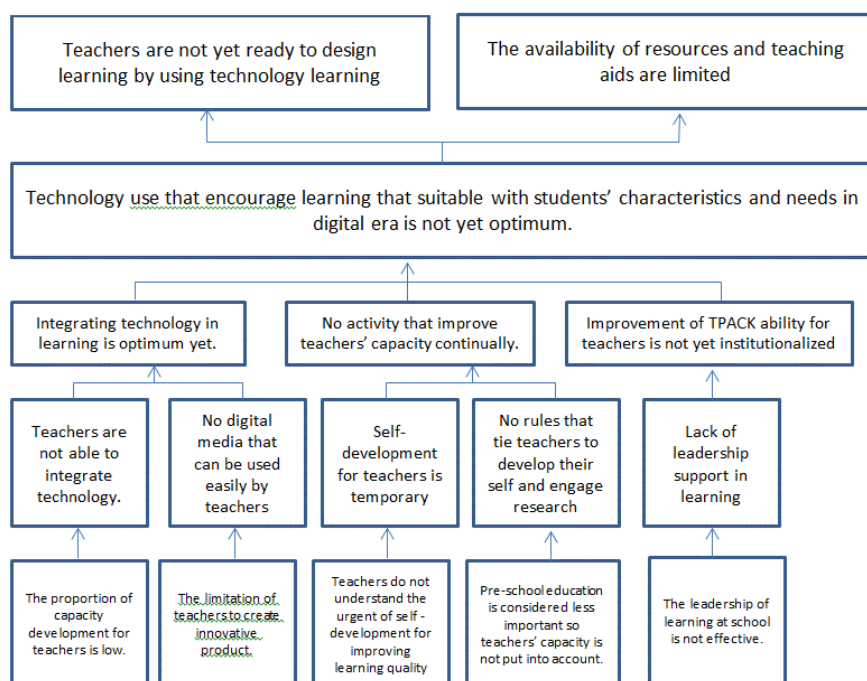 Teachers are not yet ready to design
learning by using technology learning
The availability of resources and teaching
aids are limited
Technology use that encourage learning that suitable with students’ characteristics and needs in
digital era is not yet optimum.
Integrating technology in
learning is optimum yet.
No activity that improve
teachers’ capacity continually.
Improvement of TPACK ability for
teachers is not yet institutionalized
Teachers are
not able to
integrate
technology.
No digital
media that
can be used
easily by
teachers
Self-
development
for teachers is
temporary
No rules that
tie teachers to
develop their
self and engage
research
Lack of
leadership
support in
learning
The proportion of
capacity
development for
teachers is low.
The limitation of
teachers to create
innovative
product.
Teachers do not
understand the
urgent of self -
development for
improving
learning quality
Pre-school education
is considered less
important so
teachers’ capacity is
not put into account.
The leadership of
learning at school
is not effective.